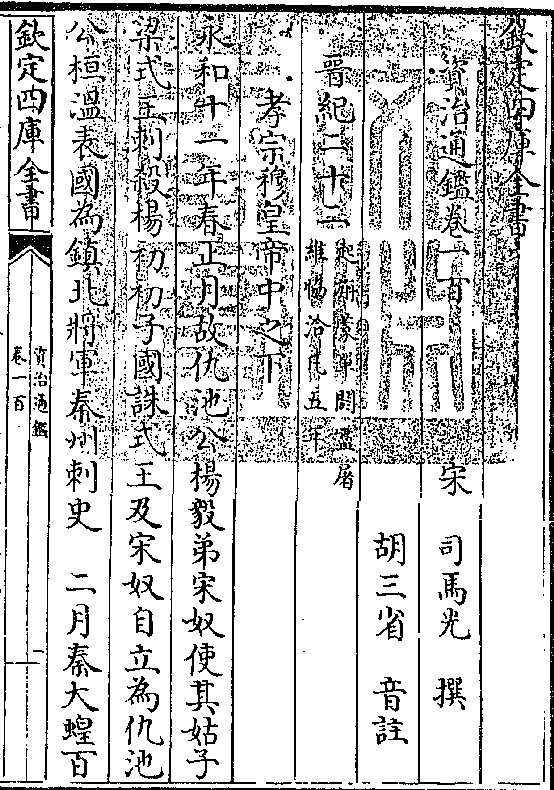 欽定四庫全書
資治通鑑卷一百 宋 司馬光 撰
胡三省 音註
晉紀二十二 起旃蒙單閼盡屠
維協洽凡五年
孝宗穆皇帝中之下
永和十一年春正月故仇池公楊毅弟宋奴使其姑子
梁式王刺殺楊初初子國誅式王及宋奴自立為仇池
公桓溫表國為鎮北將軍秦州刺史 二月秦大蝗百
欽定四庫全書
資治通鑑
卷一百
一